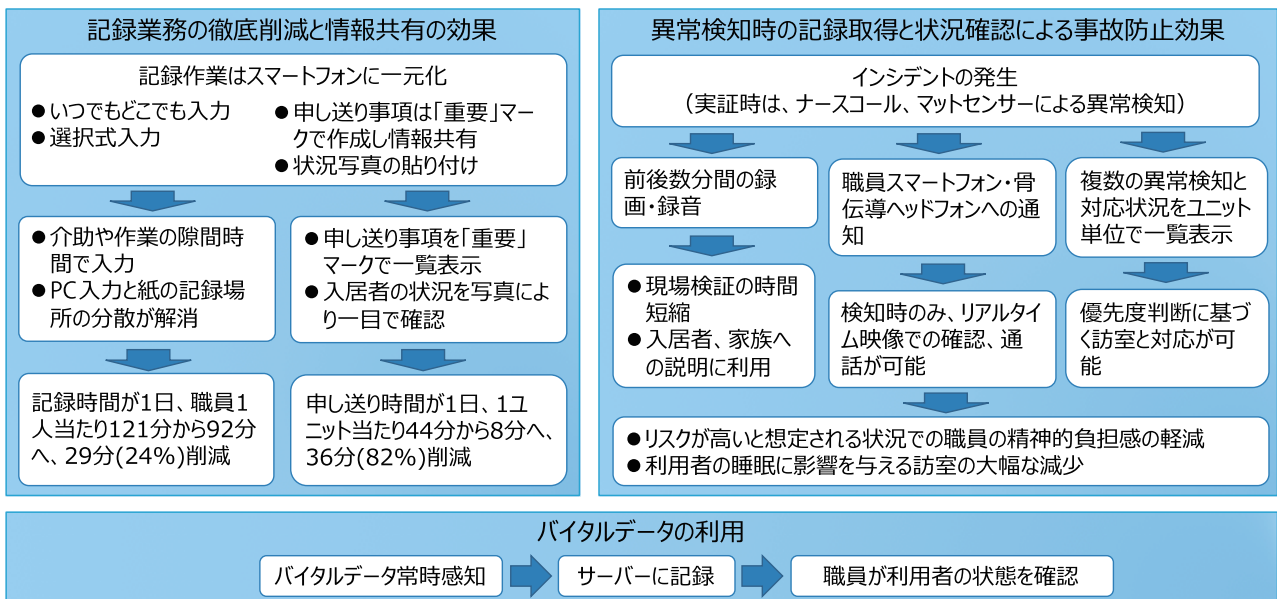 記録業務の徹底削減と情報共有の効果
記録作業はスマートフォンに一元化
●いつでもどこでも入力
●選択式入力
●申し送り事項は「重要」マー
クで作成し情報共有
●状況写真の貼り付け
●介助や作業の隙間時
間で入力
●PC入力と紙の記録場
所の分散が解消
●申し送り事項を「重要」
マークで一覧表示
●入居者の状況を写真によ
り一目で確認
記録時間が1日、職員1
人当たり121分から92分
へ、29分(24%)削減
申し送り時間が1日、1ユ
ニット当たり44分から8分へ、
36分(82%)削減
異常検知時の記録取得と状況確認による事故防止効果
インシデントの発生
（実証時は、ナースコール、マットセンサーによる異常検知）
前後数分間の録
画・録音
職員スマートフォン・骨
伝導ヘッドフォンへの通
知
複数の異常検知と
対応状況をユニット
単位で一覧表示
●現場検証の時間
短縮
●入居者、家族へ
の説明に利用
検知時のみ、リアルタ
イム映像での確認、通
話が可能
優先度判断に基づ
く訪室と対応が可
能
●リスクが高いと想定される状況での職員の精神的負担感の軽減
●利用者の睡眠に影響を与える訪室の大幅な減少
バイタルデータの利用
バイタルデータ常時感知
サーバーに記録
職員が利用者の状態を確認